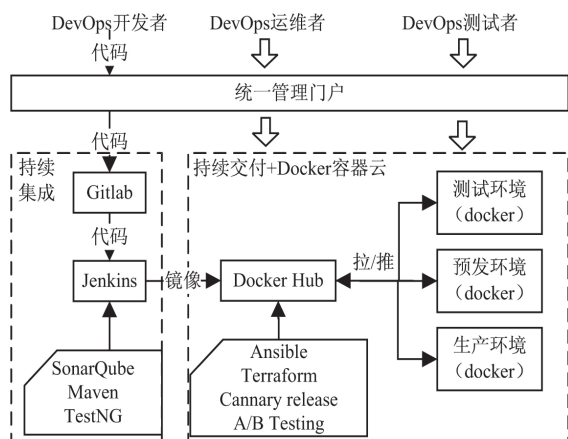 DevOps开发者
DevOps运维者
DevOps测试者
代码
统一管理门户
代码
持续
集成
持续交付+Docker容器云
Gitlab
代码
Jenkins
镜像
Docker Hub
拉/推
测试环境
（docker）
预发环境
（docker）
生产环境
（docker）
SonarQube
Maven
TestNG
Ansible
Terraform
Cannary release
A/B Testing